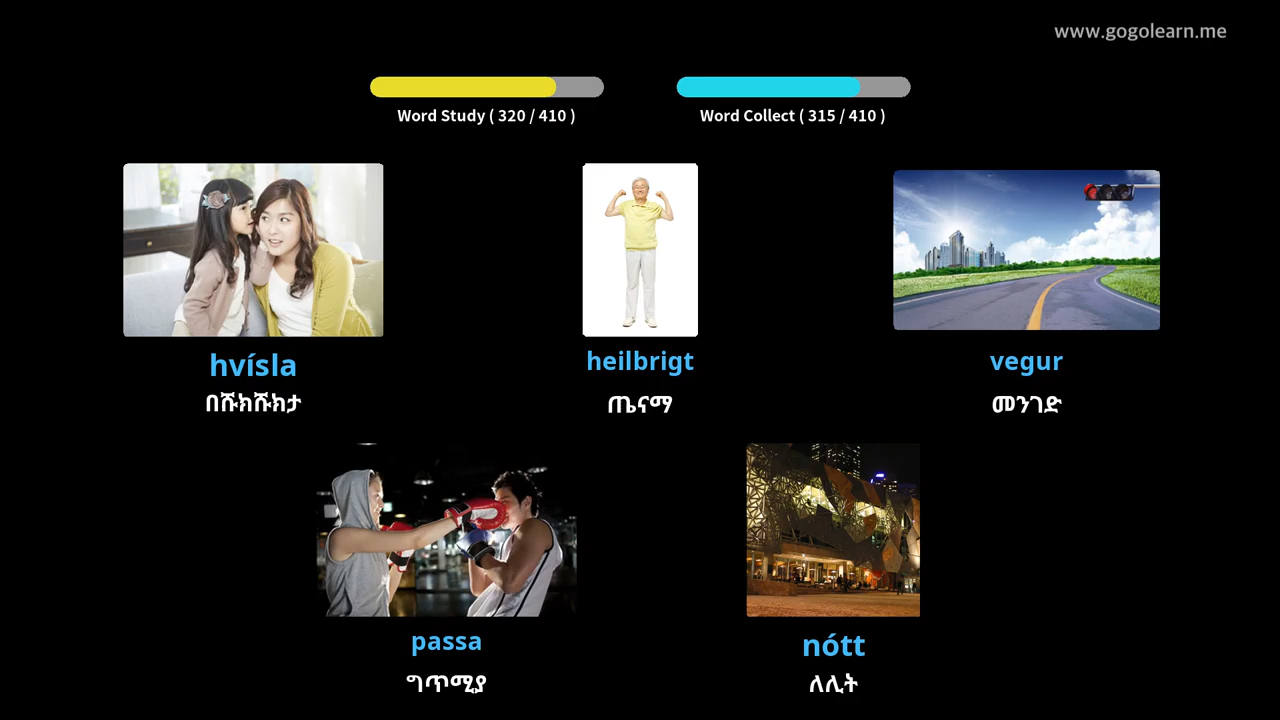 www.gogolearn.me
Word Study ( 320 / 410 )
Word Collect ( 315 / 410 )
hvísla
በሹክሹክታ
heilbrigt
ጤናማ
vegur
መንገድ
passa
ግጥሚያ
nótt
ለሊት